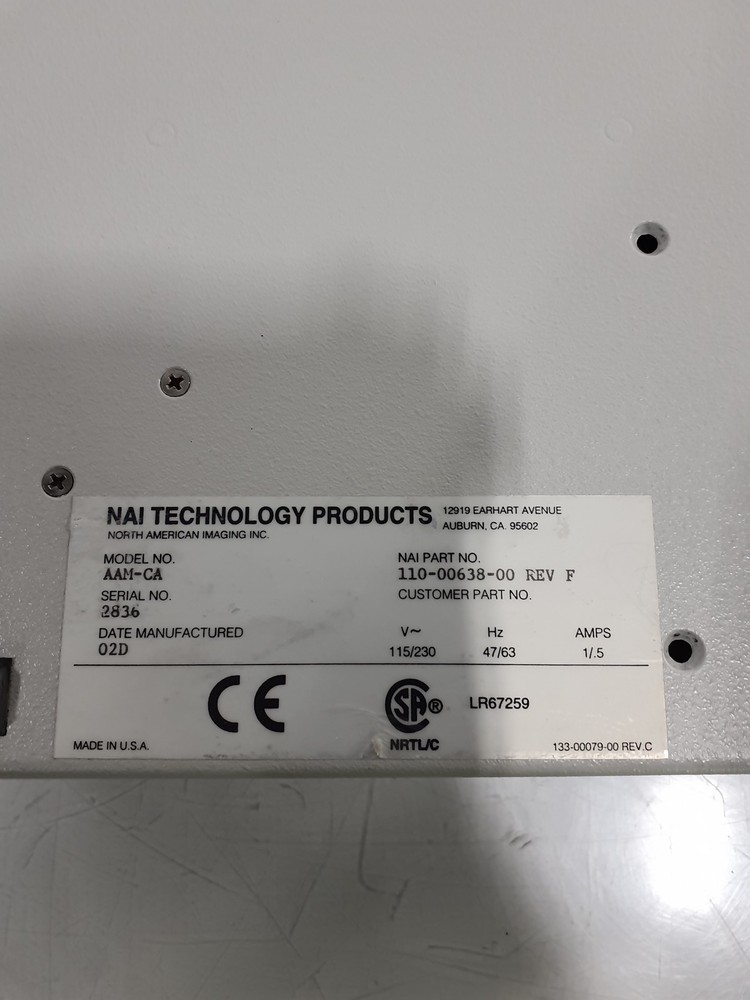 NAI TECHNOLOGY PRODUCTS 12919 EARHART AVENUE
NORTH AMERICAN IMAGING INC. AUBURN, CA. 95602
MODEL NO. NAI PART NO.
AAM-CA 110-00638-00 REV F
SERIAL NO. CUSTOMER PART NO.
2836
DATE MANUFACTURED V~ Hz AMPS
02D 115/230 47/63 1/.5
CE SA ® LR67259
NRTL/C
MADE IN U.S.A. 133-00079-00 REV.C